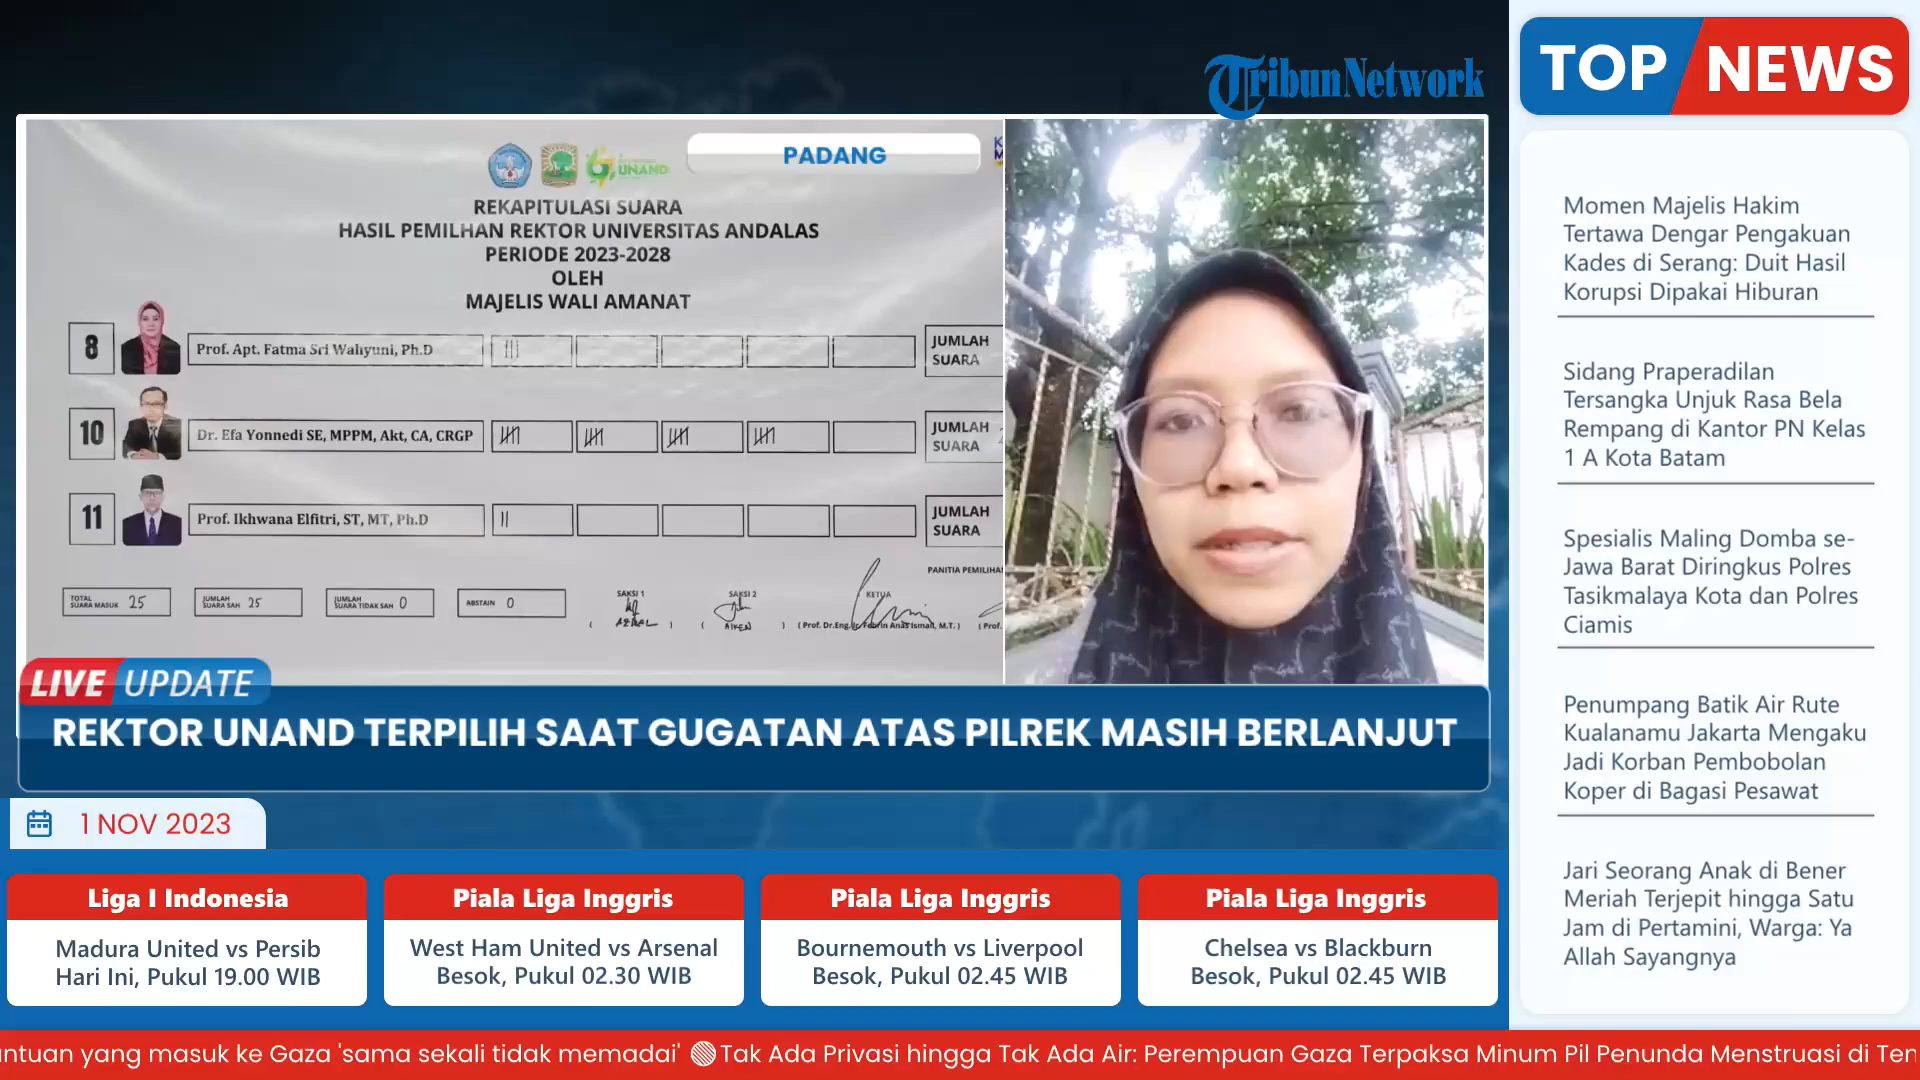 TribunNetwork
TOP NEWS
PADANG
UNAND
REKAPITULASI SUARA
HASIL PEMILHAN REKTOR UNIVERSITAS ANDALAS
PERIODE 2023-2028
OLEH
MAJELIS WALI AMANAT
8
Prof. Apt. Fatma Sri Wahyuni, Ph.D
JUMLAH
SUARA
10
Dr. Efa Yonnedi SE, MPPM, Akt, CA, CRGP
JUMLAH
SUARA
11
Prof. Ikhwana Elfitri, ST, MT, Ph.D
JUMLAH
SUARA
PANITIA PEMILIHAN
TOTAL
SUARA MASUK 25
JUMLAH
SUARA SAH 25
JUMLAH
SUARA TIDAK SAH 0
ABSTAIN 0
SAKSI 1
SAKSI 2
KETUA
( Prof. Dr.Eng. Ir. Febrin Anas Ismail, M.T. )
( Prof.
LIVE UPDATE
REKTOR UNAND TERPILIH SAAT GUGATAN ATAS PILREK MASIH BERLANJUT
1 NOV 2023
Liga I Indonesia
Madura United vs Persib
Hari Ini, Pukul 19.00 WIB
Piala Liga Inggris
West Ham United vs Arsenal
Besok, Pukul 02.30 WIB
Piala Liga Inggris
Bournemouth vs Liverpool
Besok, Pukul 02.45 WIB
Piala Liga Inggris
Chelsea vs Blackburn
Besok, Pukul 02.45 WIB
Momen Majelis Hakim
Tertawa Dengar Pengakuan
Kades di Serang: Duit Hasil
Korupsi Dipakai Hiburan
Sidang Praperadilan
Tersangka Unjuk Rasa Bela
Rempang di Kantor PN Kelas
1 A Kota Batam
Spesialis Maling Domba se-
Jawa Barat Diringkus Polres
Tasikmalaya Kota dan Polres
Ciamis
Penumpang Batik Air Rute
Kualanamu Jakarta Mengaku
Jadi Korban Pembobolan
Koper di Bagasi Pesawat
Jari Seorang Anak di Bener
Meriah Terjepit hingga Satu
Jam di Pertamini, Warga: Ya
Allah Sayangnya
ntuan yang masuk ke Gaza 'sama sekali tidak memadai' Tak Ada Privasi hingga Tak Ada Air: Perempuan Gaza Terpaksa Minum Pil Penunda Menstruasi di Ten